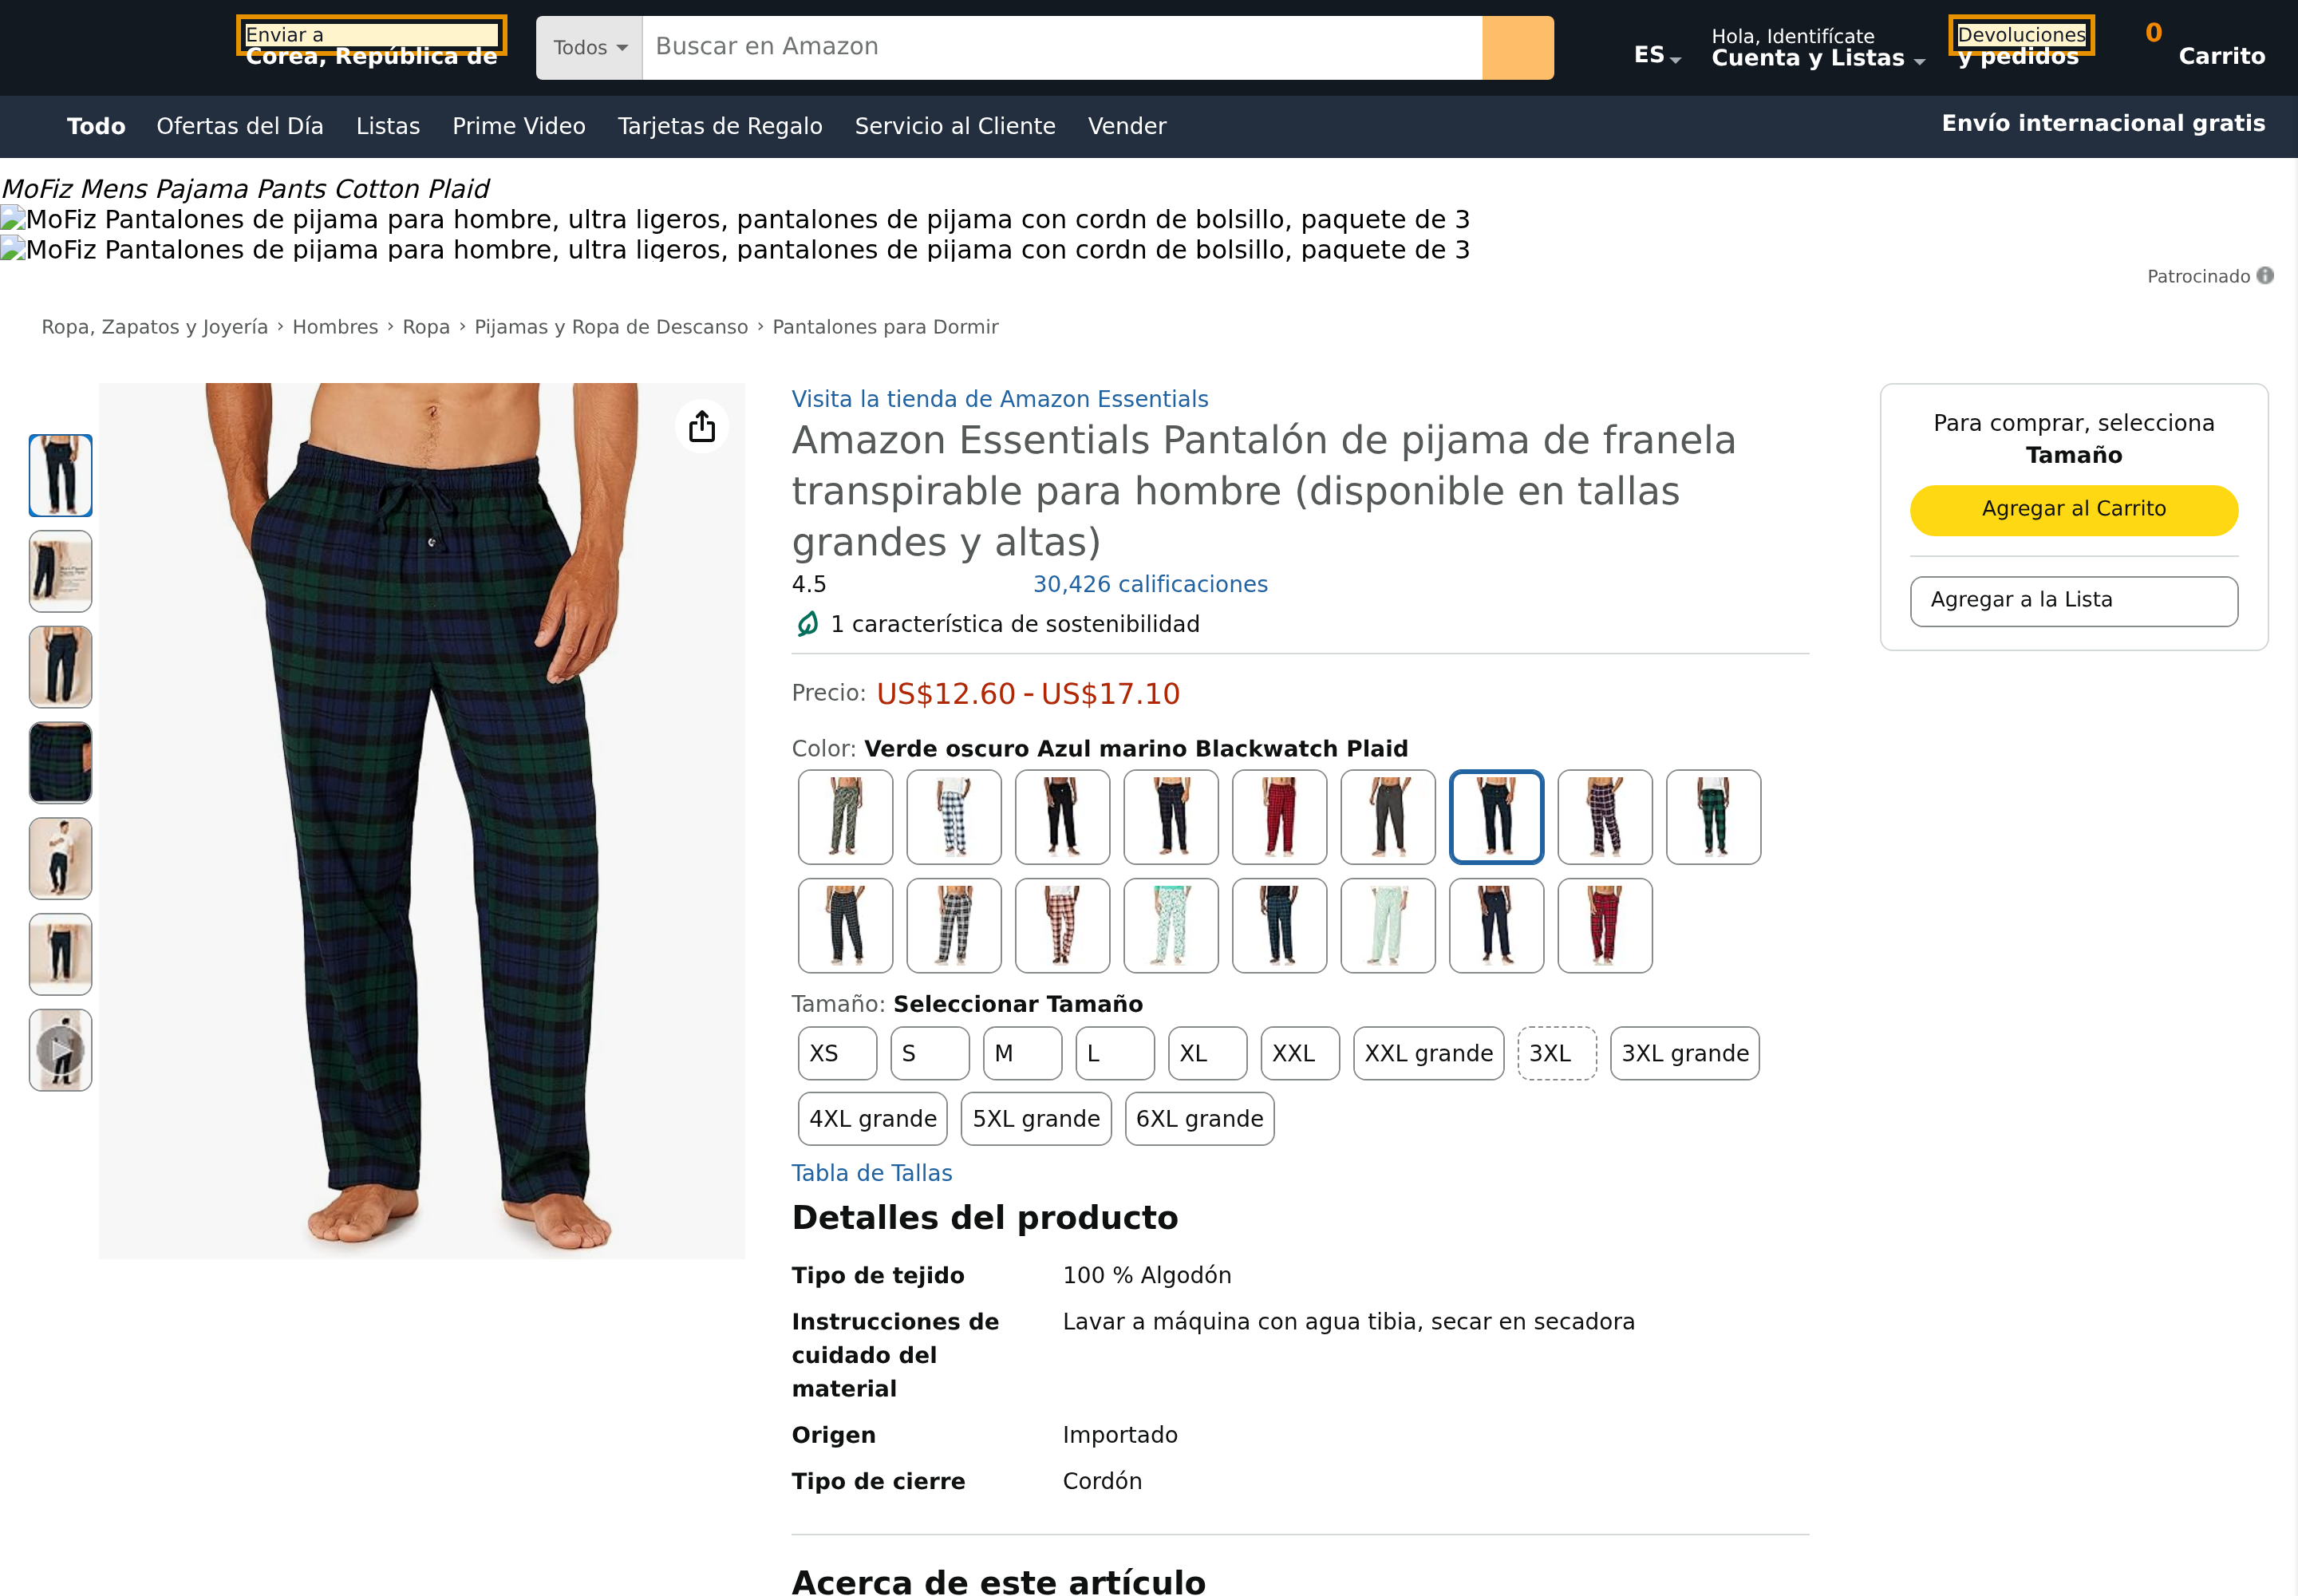 Enviar a
Corea, República de
Todos
Buscar en Amazon
ES
Hola, Identifícate
Cuenta y Listas
Devoluciones
y pedidos
0
Carrito
Todo Ofertas del Día Listas Prime Video Tarjetas de Regalo Servicio al Cliente Vender Envío internacional gratis
MoFiz Mens Pajama Pants Cotton Plaid
MoFiz Pantalones de pijama para hombre, ultra ligeros, pantalones de pijama con cordn de bolsillo, paquete de 3
MoFiz Pantalones de pijama para hombre, ultra ligeros, pantalones de pijama con cordn de bolsillo, paquete de 3
Patrocinado
Ropa, Zapatos y Joyería › Hombres › Ropa › Pijamas y Ropa de Descanso › Pantalones para Dormir
Visita la tienda de Amazon Essentials
Amazon Essentials Pantalón de pijama de franela
transpirable para hombre (disponible en tallas
grandes y altas)
4.5 30,426 calificaciones
1 característica de sostenibilidad
Precio: US$12.60 - US$17.10
Color: Verde oscuro Azul marino Blackwatch Plaid
Tamaño: Seleccionar Tamaño
XS S M L XL XXL XXL grande 3XL 3XL grande
4XL grande 5XL grande 6XL grande
Tabla de Tallas
Detalles del producto
Tipo de tejido 100 % Algodón
Instrucciones de Lavar a máquina con agua tibia, secar en secadora
cuidado del
material
Origen Importado
Tipo de cierre Cordón
Acerca de este artículo
Para comprar, selecciona
Tamaño
Agregar al Carrito
Agregar a la Lista